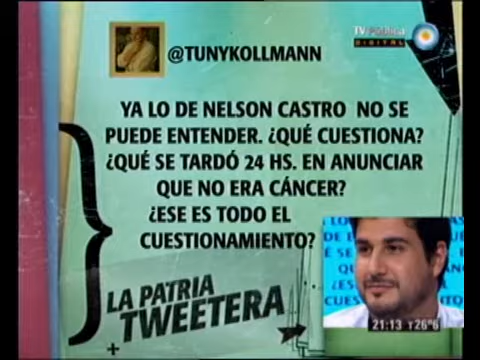 TV Pública
DIGITAL
@TUNYKOLLMANN
YA LO DE NELSON CASTRO NO SE
PUEDE ENTENDER. ¿QUÉ CUESTIONA?
¿QUÉ SE TARDÓ 24 HS. EN ANUNCIAR
QUE NO ERA CÁNCER?
¿ESE ES TODO EL
CUESTIONAMIENTO?
LA PATRIA
TWEETERA
21:13 T26°6